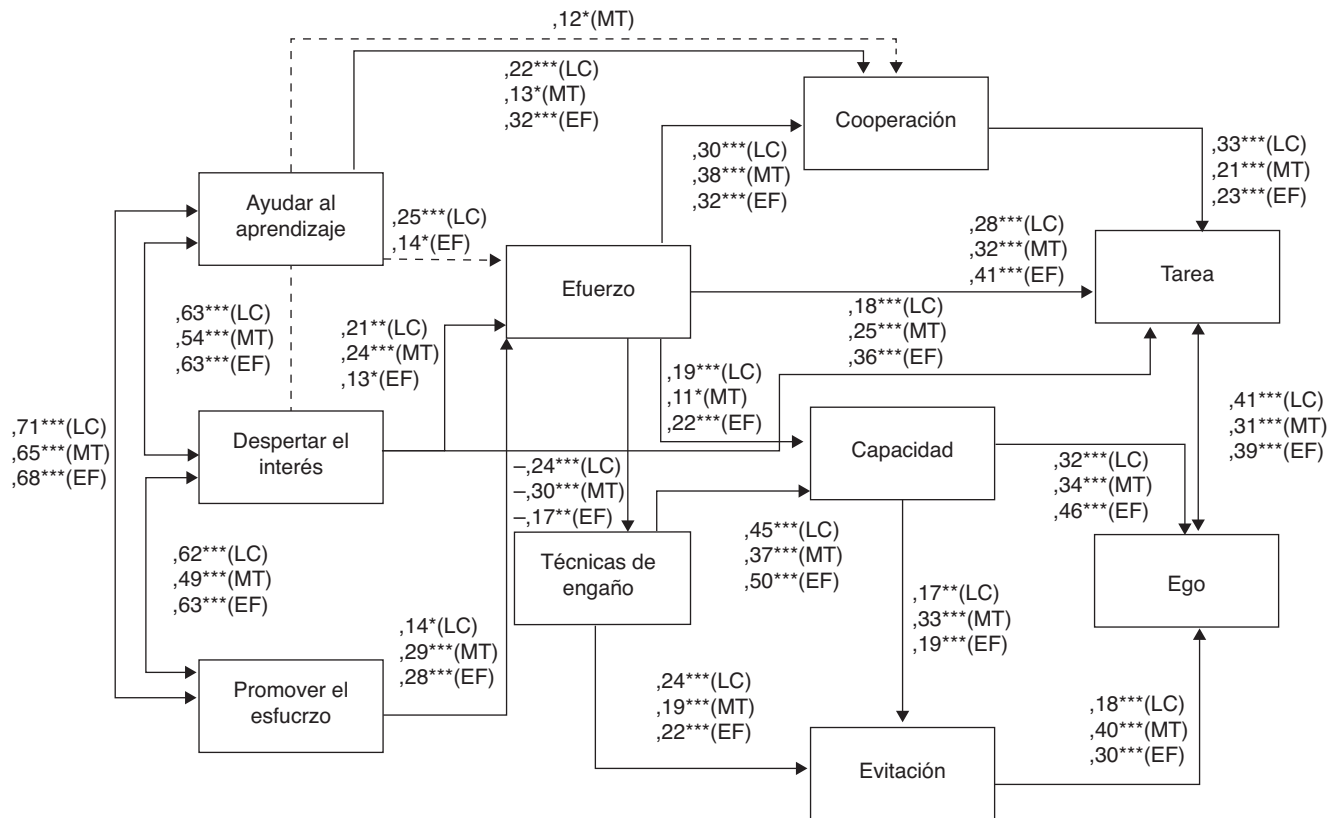 ,12*(MT)
,22***(LC)
,13*(MT)
,32***(EF)
Cooperación
,30***(LC)
,38***(MT)
,32***(EF)
,33***(LC)
,21***(MT)
,23***(EF)
Ayudar al
aprendizaje
,25***(LC)
,14*(EF)
Efuerzo
,28***(LC)
,32***(MT)
,41***(EF)
Tarea
,63***(LC)
,54***(MT)
,63***(EF)
,21**(LC)
,24***(MT)
,13*(EF)
,18***(LC)
,25***(MT)
,36***(EF)
,19***(LC)
,11*(MT)
,22***(EF)
,71***(LC)
,65***(MT)
,68***(EF)
Despertar el
interés
Capacidad
,41***(LC)
,31***(MT)
,39***(EF)
–,24***(LC)
–,30***(MT)
–,17**(EF)
,32***(LC)
,34***(MT)
,46***(EF)
Técnicas de
engaño
,45***(LC)
,37***(MT)
,50***(EF)
Ego
,62***(LC)
,49***(MT)
,63***(EF)
,17**(LC)
,33***(MT)
,19***(EF)
,14*(LC)
,29***(MT)
,28***(EF)
Promover el
esfucrzo
,24***(LC)
,19***(MT)
,22***(EF)
Evitación
,18***(LC)
,40***(MT)
,30***(EF)